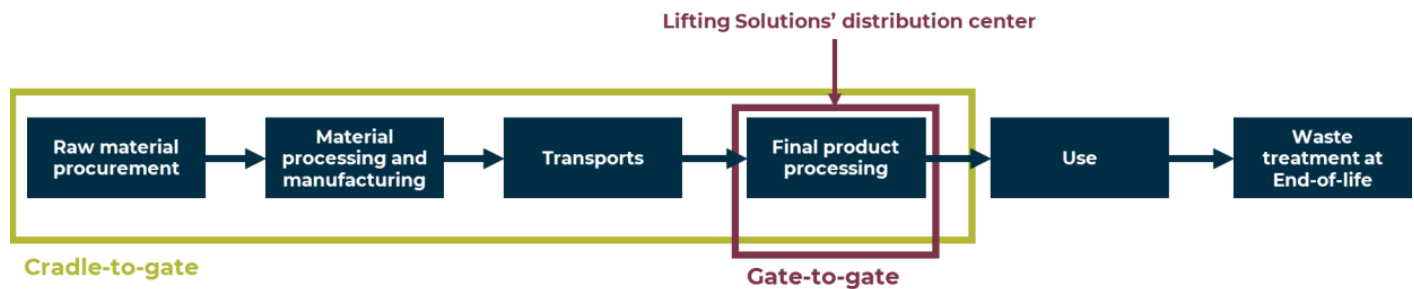 Lifting Solutions' distribution center
Raw material
procurement
Material
processing and
manufacturing
Transports
Final product
processing
Use
Waste
treatment at
End-of-life
Cradle-to-gate
Gate-to-gate